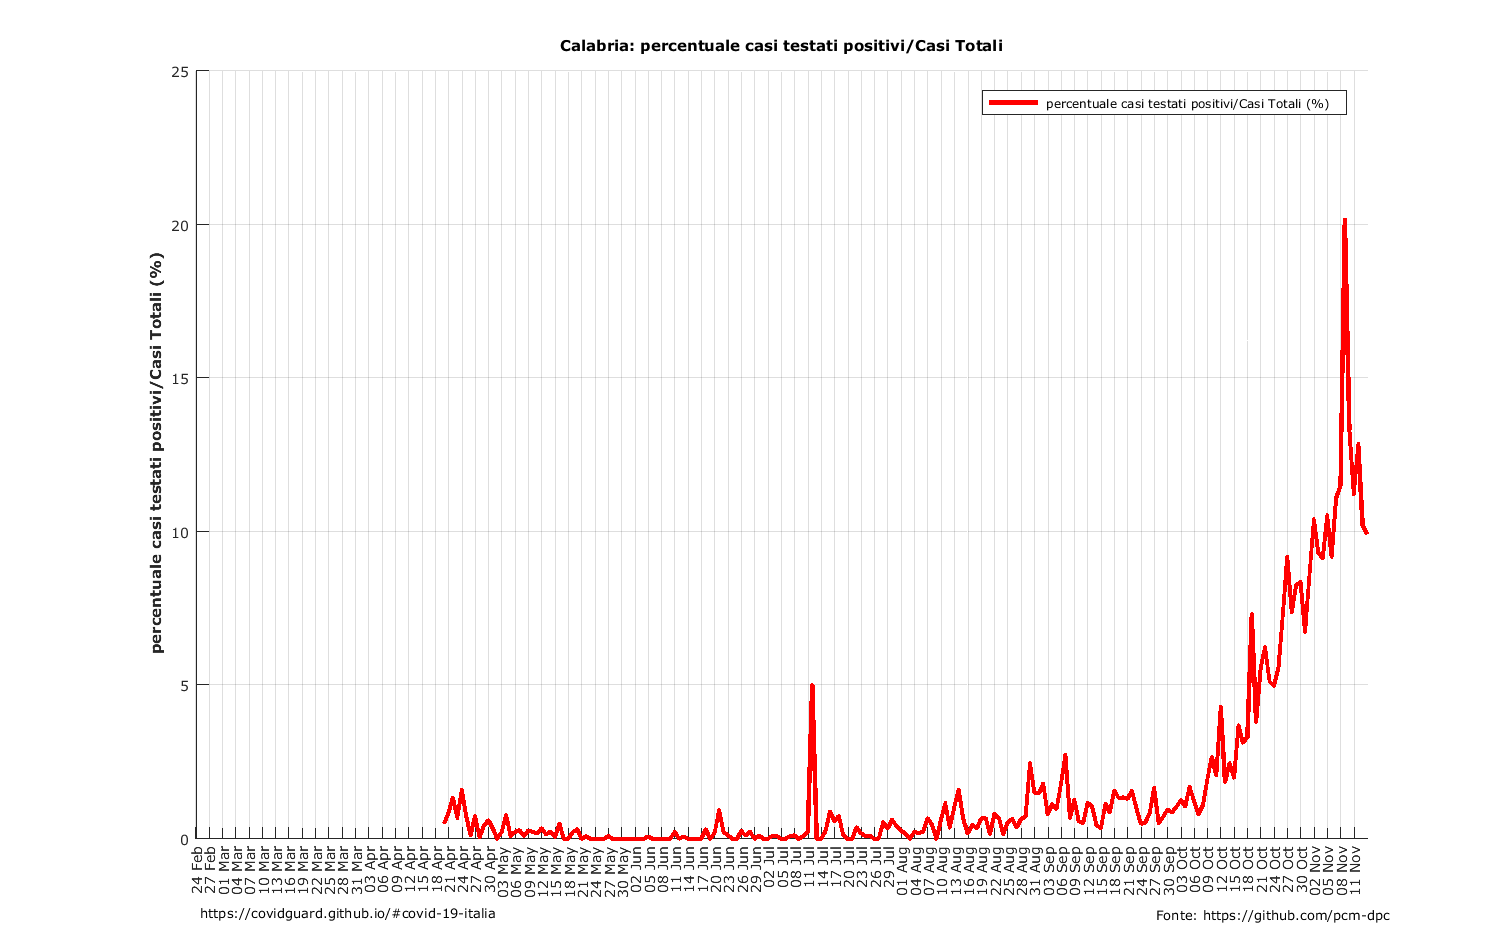 Calabria: percentuale casi testati positivi/Casi Totali
percentuale casi testati positivi/Casi Totali (%)
percentuale casi testati positivi/Casi Totali (%)
25
20
15
10
5
0
24 Feb
27 Feb
01 Mar
04 Mar
07 Mar
10 Mar
13 Mar
16 Mar
19 Mar
22 Mar
25 Mar
28 Mar
31 Mar
03 Apr
06 Apr
09 Apr
12 Apr
15 Apr
18 Apr
21 Apr
24 Apr
27 Apr
30 Apr
03 May
06 May
09 May
12 May
15 May
18 May
21 May
24 May
27 May
30 May
02 Jun
05 Jun
08 Jun
11 Jun
14 Jun
17 Jun
20 Jun
23 Jun
26 Jun
29 Jun
02 Jul
05 Jul
08 Jul
11 Jul
14 Jul
17 Jul
20 Jul
23 Jul
26 Jul
29 Jul
01 Aug
04 Aug
07 Aug
10 Aug
13 Aug
16 Aug
19 Aug
22 Aug
25 Aug
28 Aug
31 Aug
03 Sep
06 Sep
09 Sep
12 Sep
15 Sep
18 Sep
21 Sep
24 Sep
27 Sep
30 Sep
03 Oct
06 Oct
09 Oct
12 Oct
15 Oct
18 Oct
21 Oct
24 Oct
27 Oct
30 Oct
02 Nov
05 Nov
08 Nov
11 Nov
https://covidguard.github.io/#covid-19-italia
Fonte: https://github.com/pcm-dpc